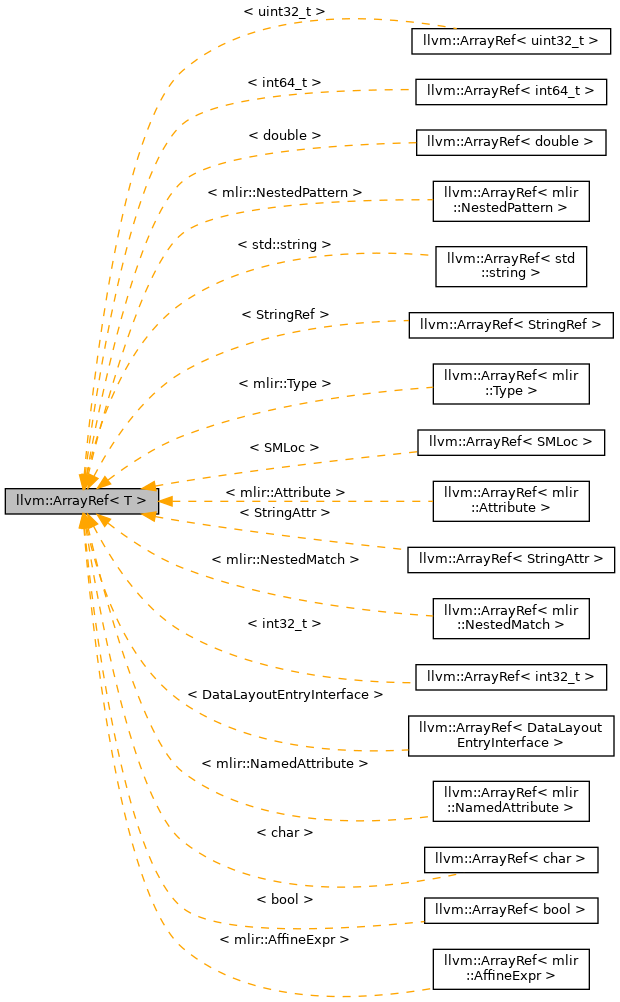 < uint32_t >
llvm::ArrayRef< uint32_t >
< int64_t >
llvm::ArrayRef< int64_t >
< double >
llvm::ArrayRef< double >
< mlir::NestedPattern >
llvm::ArrayRef< mlir
::NestedPattern >
< std::string >
llvm::ArrayRef< std
::string >
< StringRef >
llvm::ArrayRef< StringRef >
< mlir::Type >
llvm::ArrayRef< mlir
::Type >
< SMLoc >
llvm::ArrayRef< SMLoc >
llvm::ArrayRef< T >
< mlir::Attribute >
llvm::ArrayRef< mlir
::Attribute >
< StringAttr >
llvm::ArrayRef< StringAttr >
< mlir::NestedMatch >
llvm::ArrayRef< mlir
::NestedMatch >
< int32_t >
llvm::ArrayRef< int32_t >
< DataLayoutEntryInterface >
llvm::ArrayRef< DataLayout
EntryInterface >
< mlir::NamedAttribute >
llvm::ArrayRef< mlir
::NamedAttribute >
< char >
llvm::ArrayRef< char >
< bool >
llvm::ArrayRef< bool >
< mlir::AffineExpr >
llvm::ArrayRef< mlir
::AffineExpr >